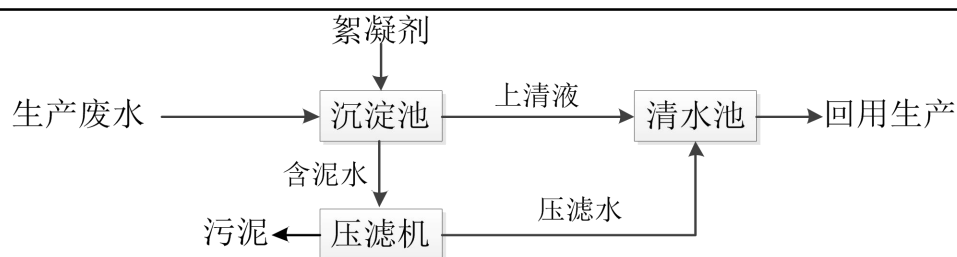 絮凝剂
生产废水
沉淀池
上清液
清水池
回用生产
含泥水
污泥
压滤机
压滤水